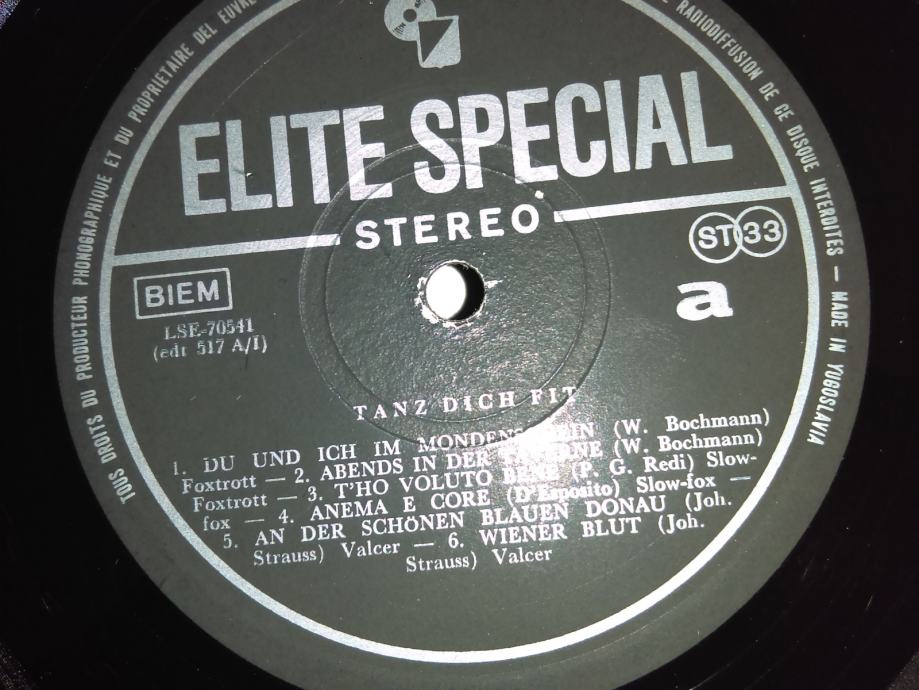 TOUS DROITS DU PRODUCTEUR PHONOGRAPHIQUE ET DU PROPRIETAIRE DEL EUVRE
RADIODIFFUSION DE CE DISQUE INTERDITES — MADE IN YUGOSLAVIA
ELITE SPECIAL
STEREO
ST 33
BIEM
a
LSE-70541
(edt 517 A/I)
TANZ DICH FIT
1. DU UND ICH IM (W. Bochmann)
Foxtrott — 2. ABENDS IN DER (W. Bochmann)
Foxtrott — 3. T'HO VOLUTO BENE (P. G. Redi) Slow-
fox — 4. ANEMA E CORE (D'Esposito) Slow-fox —
5. AN DER SCHÖNEN BLAUEN DONAU (Joh.
Strauss) Valcer — 6. WIENER BLUT (Joh.
Strauss) Valcer